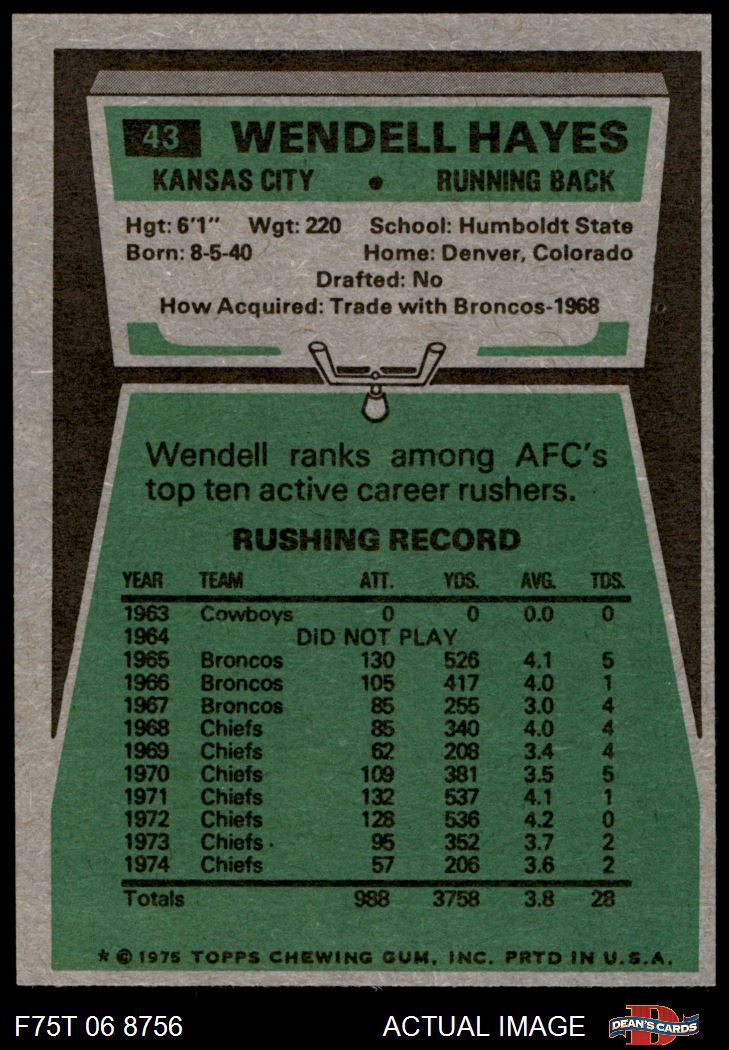 43 WENDELL HAYES
KANSAS CITY • RUNNING BACK
Hgt: 6'1" Wgt: 220 School: Humboldt State
Born: 8-5-40 Home: Denver, Colorado
Drafted: No
How Acquired: Trade with Broncos-1968
Wendell ranks among AFC's
top ten active career rushers.
RUSHING RECORD
YEAR TEAM ATT. YDS. AVG. TDS.
1963 Cowboys 0 0 0.0 0
1964 DID NOT PLAY
1965 Broncos 130 526 4.1 5
1966 Broncos 105 417 4.0 1
1967 Broncos 85 255 3.0 4
1968 Chiefs 85 340 4.0 4
1969 Chiefs 62 208 3.4 4
1970 Chiefs 109 381 3.5 5
1971 Chiefs 132 537 4.1 1
1972 Chiefs 128 536 4.2 0
1973 Chiefs 95 352 3.7 2
1974 Chiefs 57 206 3.6 2
Totals 988 3758 3.8 28
* © 1975 TOPPS CHEWING GUM, INC. PRTD IN U.S.A.
F75T 06 8756 ACTUAL IMAGE DEAN'S CARDS